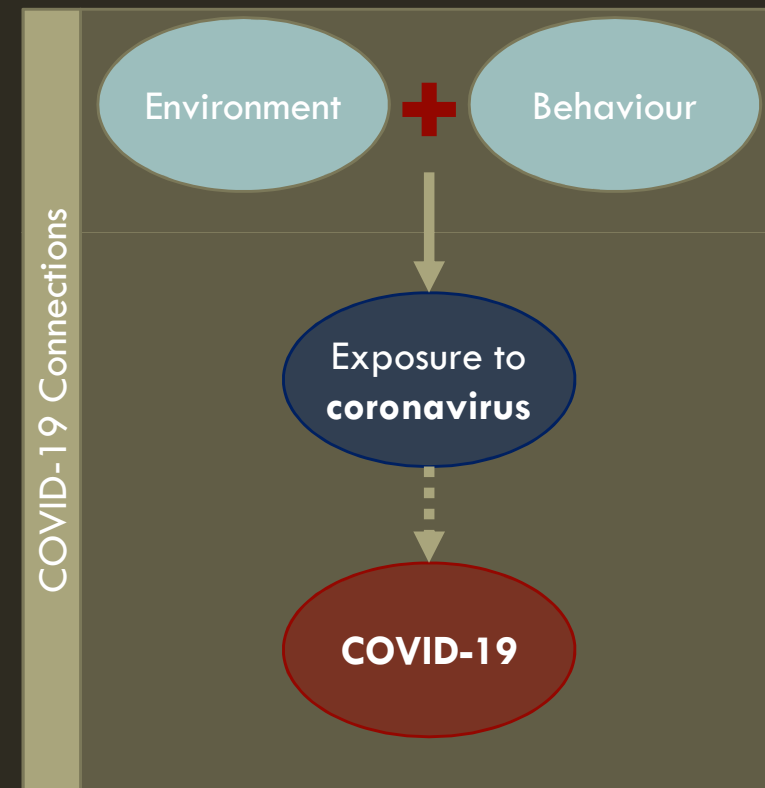 COVID-19 Connections
Environment
Behaviour
Exposure to
coronavirus
COVID-19